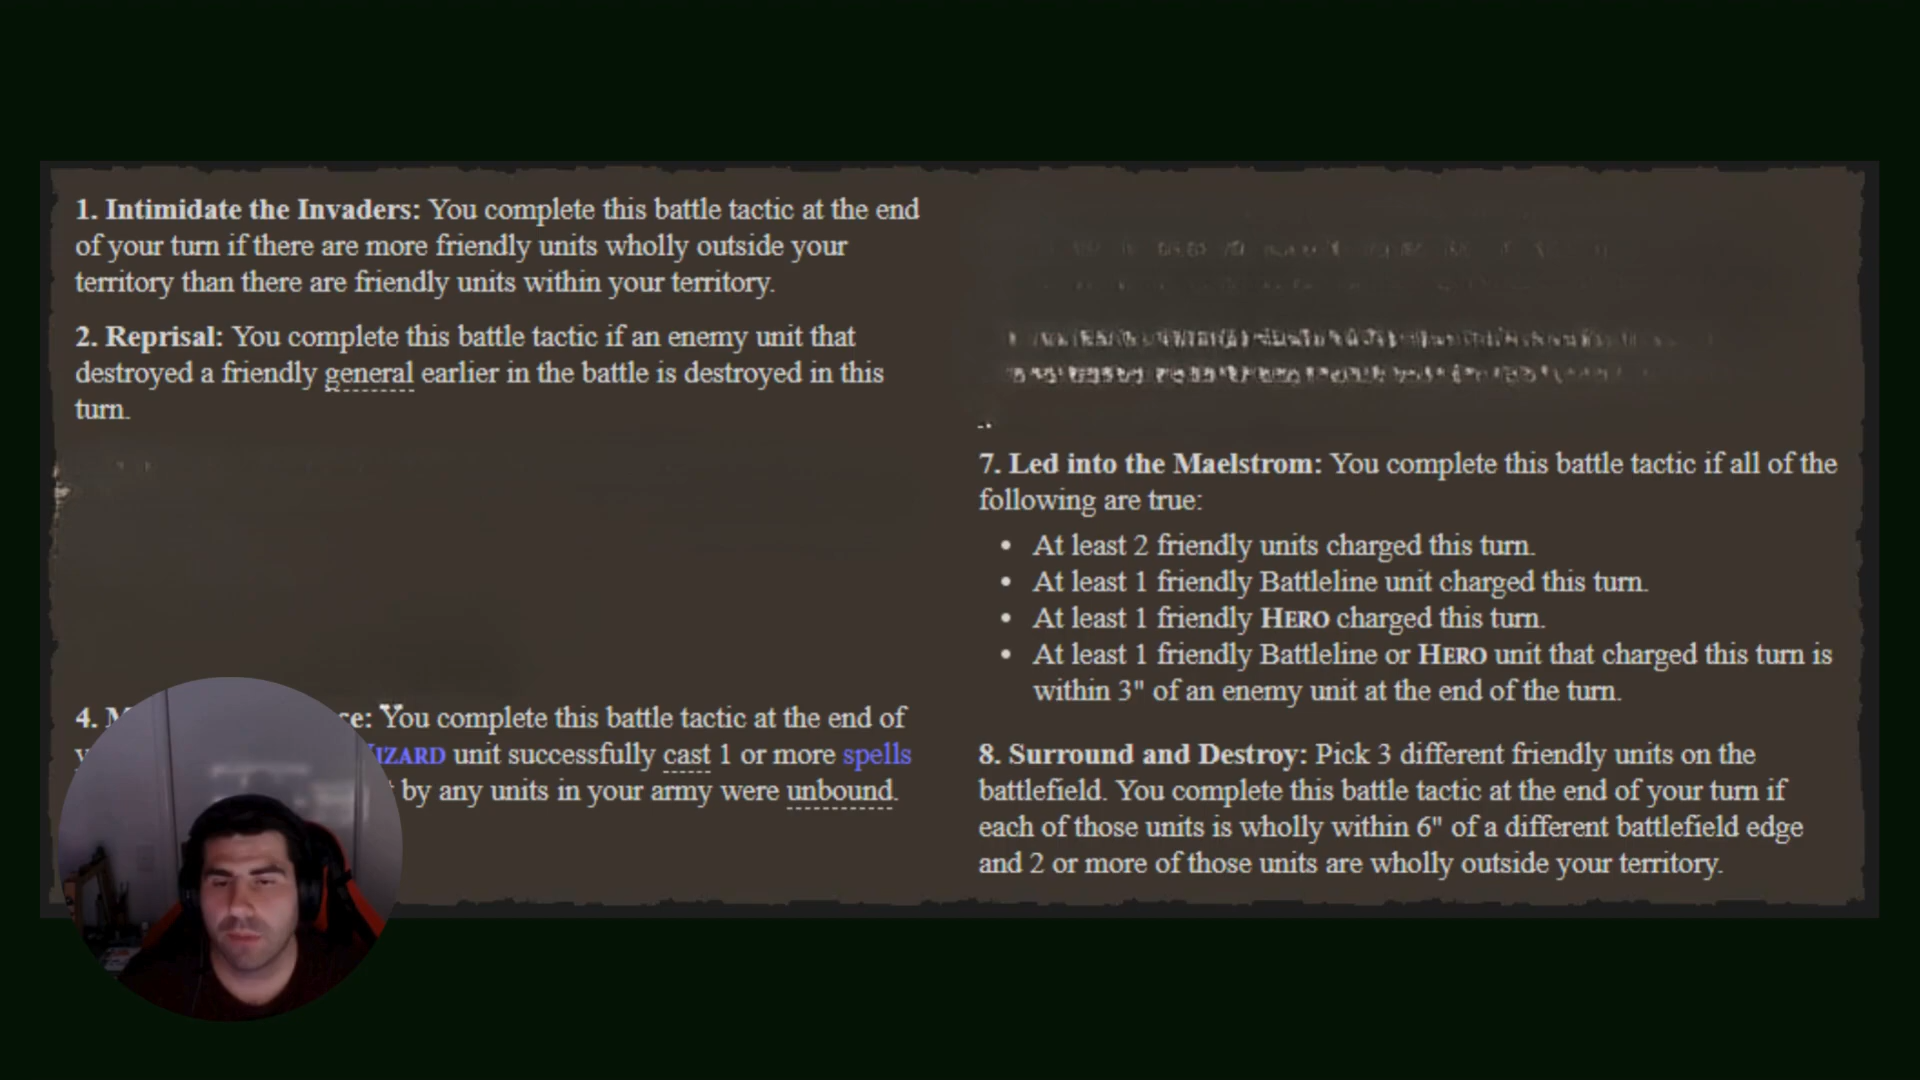 1. Intimidate the Invaders: You complete this battle tactic at the end
of your turn if there are more friendly units wholly outside your
territory than there are friendly units within your territory.
2. Reprisal: You complete this battle tactic if an enemy unit that
destroyed a friendly general earlier in the battle is destroyed in this
turn.
4. You complete this battle tactic at the end of
unit successfully cast 1 or more spells
by any units in your army were unbound.
7. Led into the Maelstrom: You complete this battle tactic if all of the
following are true:
• At least 2 friendly units charged this turn.
• At least 1 friendly Battleline unit charged this turn.
• At least 1 friendly HERO charged this turn.
• At least 1 friendly Battleline or HERO unit that charged this turn is
within 3" of an enemy unit at the end of the turn.
8. Surround and Destroy: Pick 3 different friendly units on the
battlefield. You complete this battle tactic at the end of your turn if
each of those units is wholly within 6" of a different battlefield edge
and 2 or more of those units are wholly outside your territory.